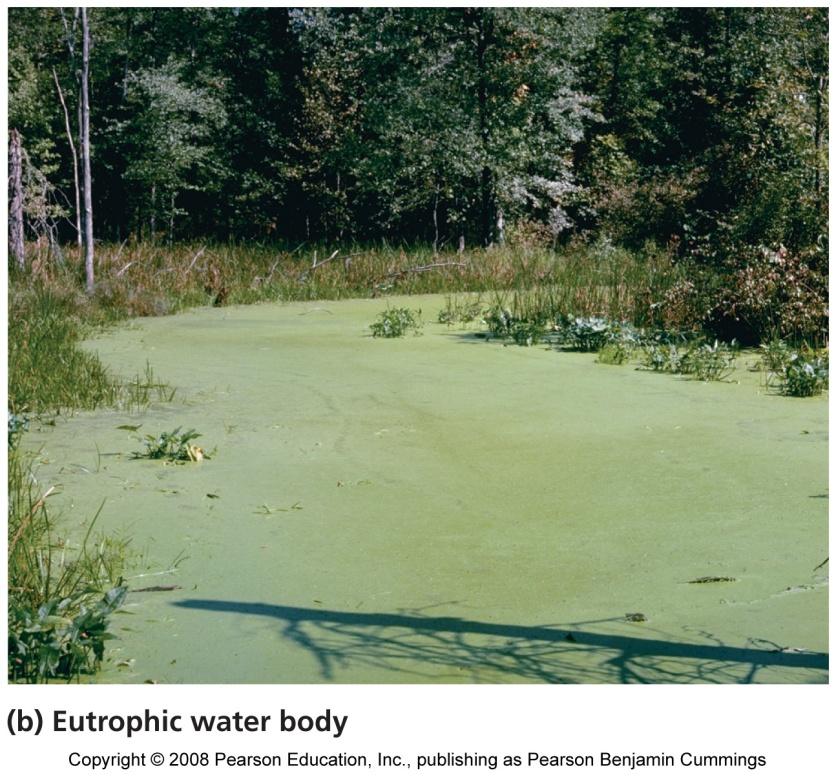 (b) Eutrophic water body
Copyright © 2008 Pearson Education, Inc., publishing as Pearson Benjamin Cummings